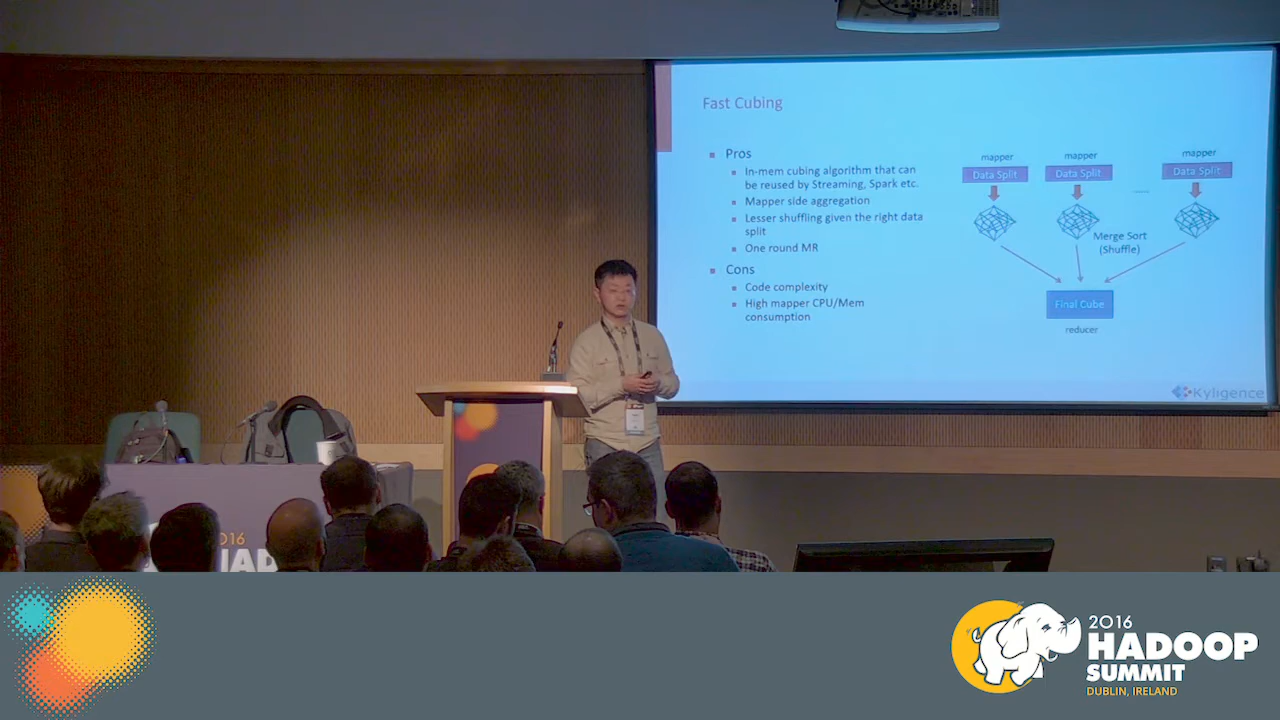 Fast Cubing
Pros
In-mem cubing algorithm that can
be reused by Streaming, Spark etc.
Mapper side aggregation
Lesser shuffling given the right data
split
One round MR
Cons
Code complexity
High mapper CPU/Mem
consumption
mapper
mapper
mapper
Data Split
Data Split
Data Split
......
Merge Sort
(Shuffle)
Final Cube
reducer
Kyligence
2016
2016
HADOOP
SUMMIT
DUBLIN, IRELAND